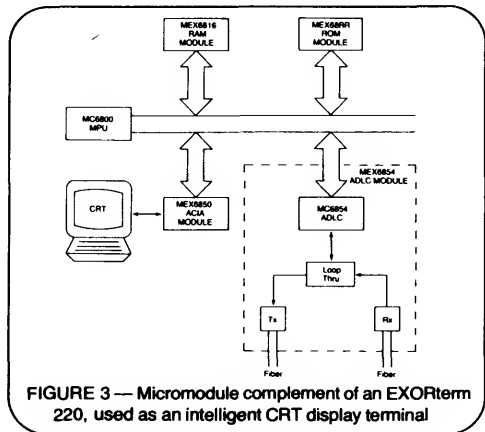 MEX6816
RAM
MODULE
MEX68RR
ROM
MODULE
MC6800
MPU
MEX6854
ADLC MODULE
CRT
MEX6850
ACIA
MODULE
MC6854
ADLC
Loop
Thru
Tx
Rx
Fiber
Fiber
FIGURE 3 — Micromodule complement of an EXORterm
220, used as an intelligent CRT display terminal